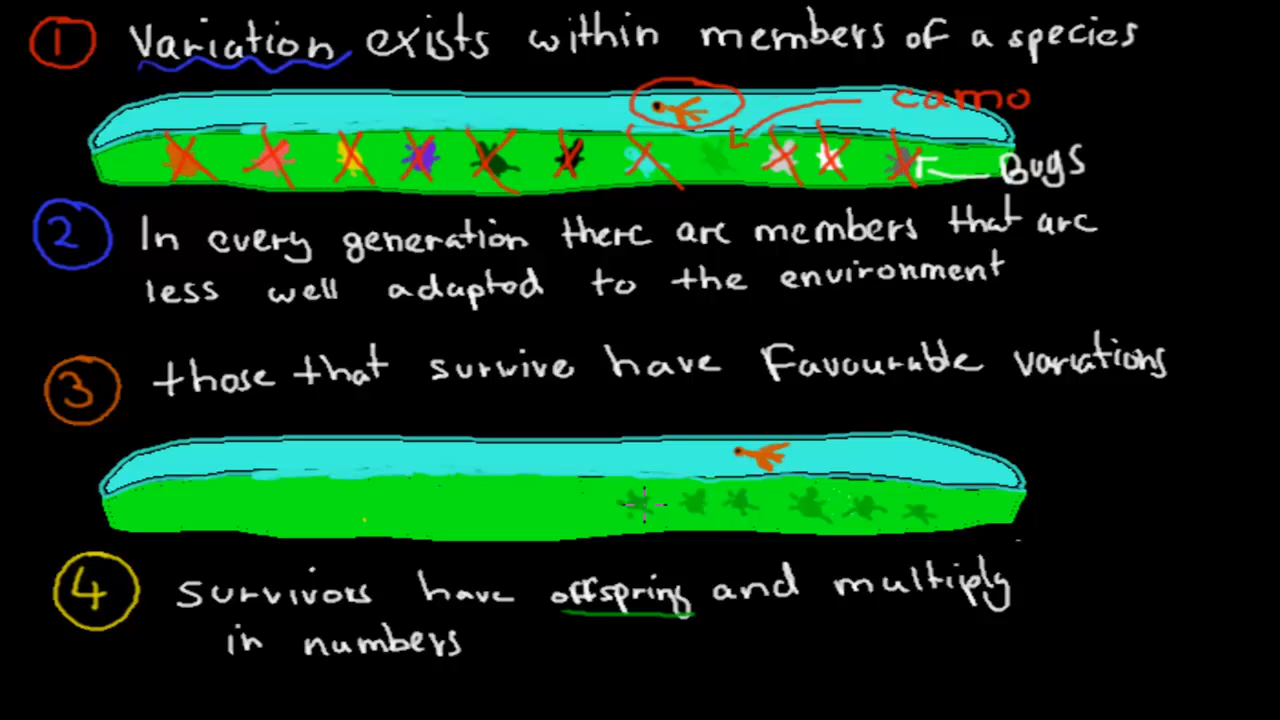 1 Variation exists within members of a species
camo
Bugs
2 In every generation there are members that are
less well adapted to the environment
3 those that survive have Favourable variations
4 survivors have offspring and multiply
in numbers